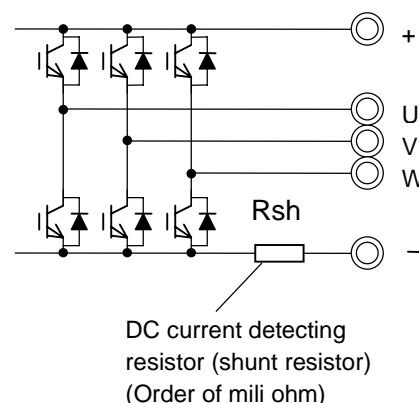 +
U
V
W
Rsh
−
DC current detecting
resistor (shunt resistor)
(Order of mili ohm)